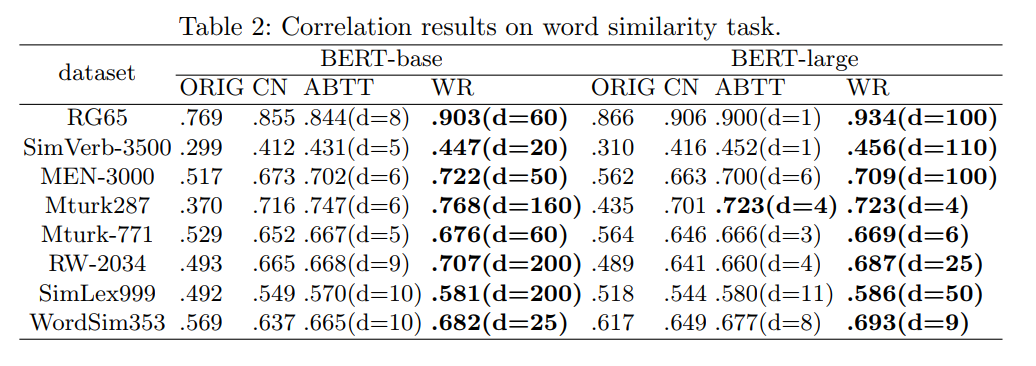 Table 2: Correlation results on word similarity task.
dataset BERT-base BERT-large
ORIG CN ABTT WR ORIG CN ABTT WR
RG65 .769 .855 .844(d=8) .903(d=60) .866 .906 .900(d=1) .934(d=100)
SimVerb-3500 .299 .412 .431(d=5) .447(d=20) .310 .416 .452(d=1) .456(d=110)
MEN-3000 .517 .673 .702(d=6) .722(d=50) .562 .663 .700(d=6) .709(d=100)
Mturk287 .370 .716 .747(d=6) .768(d=160) .435 .701 .723(d=4) .723(d=4)
Mturk-771 .529 .652 .667(d=5) .676(d=60) .564 .646 .666(d=3) .669(d=6)
RW-2034 .493 .665 .668(d=9) .707(d=200) .489 .641 .660(d=4) .687(d=25)
SimLex999 .492 .549 .570(d=10) .581(d=200) .518 .544 .580(d=11) .586(d=50)
WordSim353 .569 .637 .665(d=10) .682(d=25) .617 .649 .677(d=8) .693(d=9)